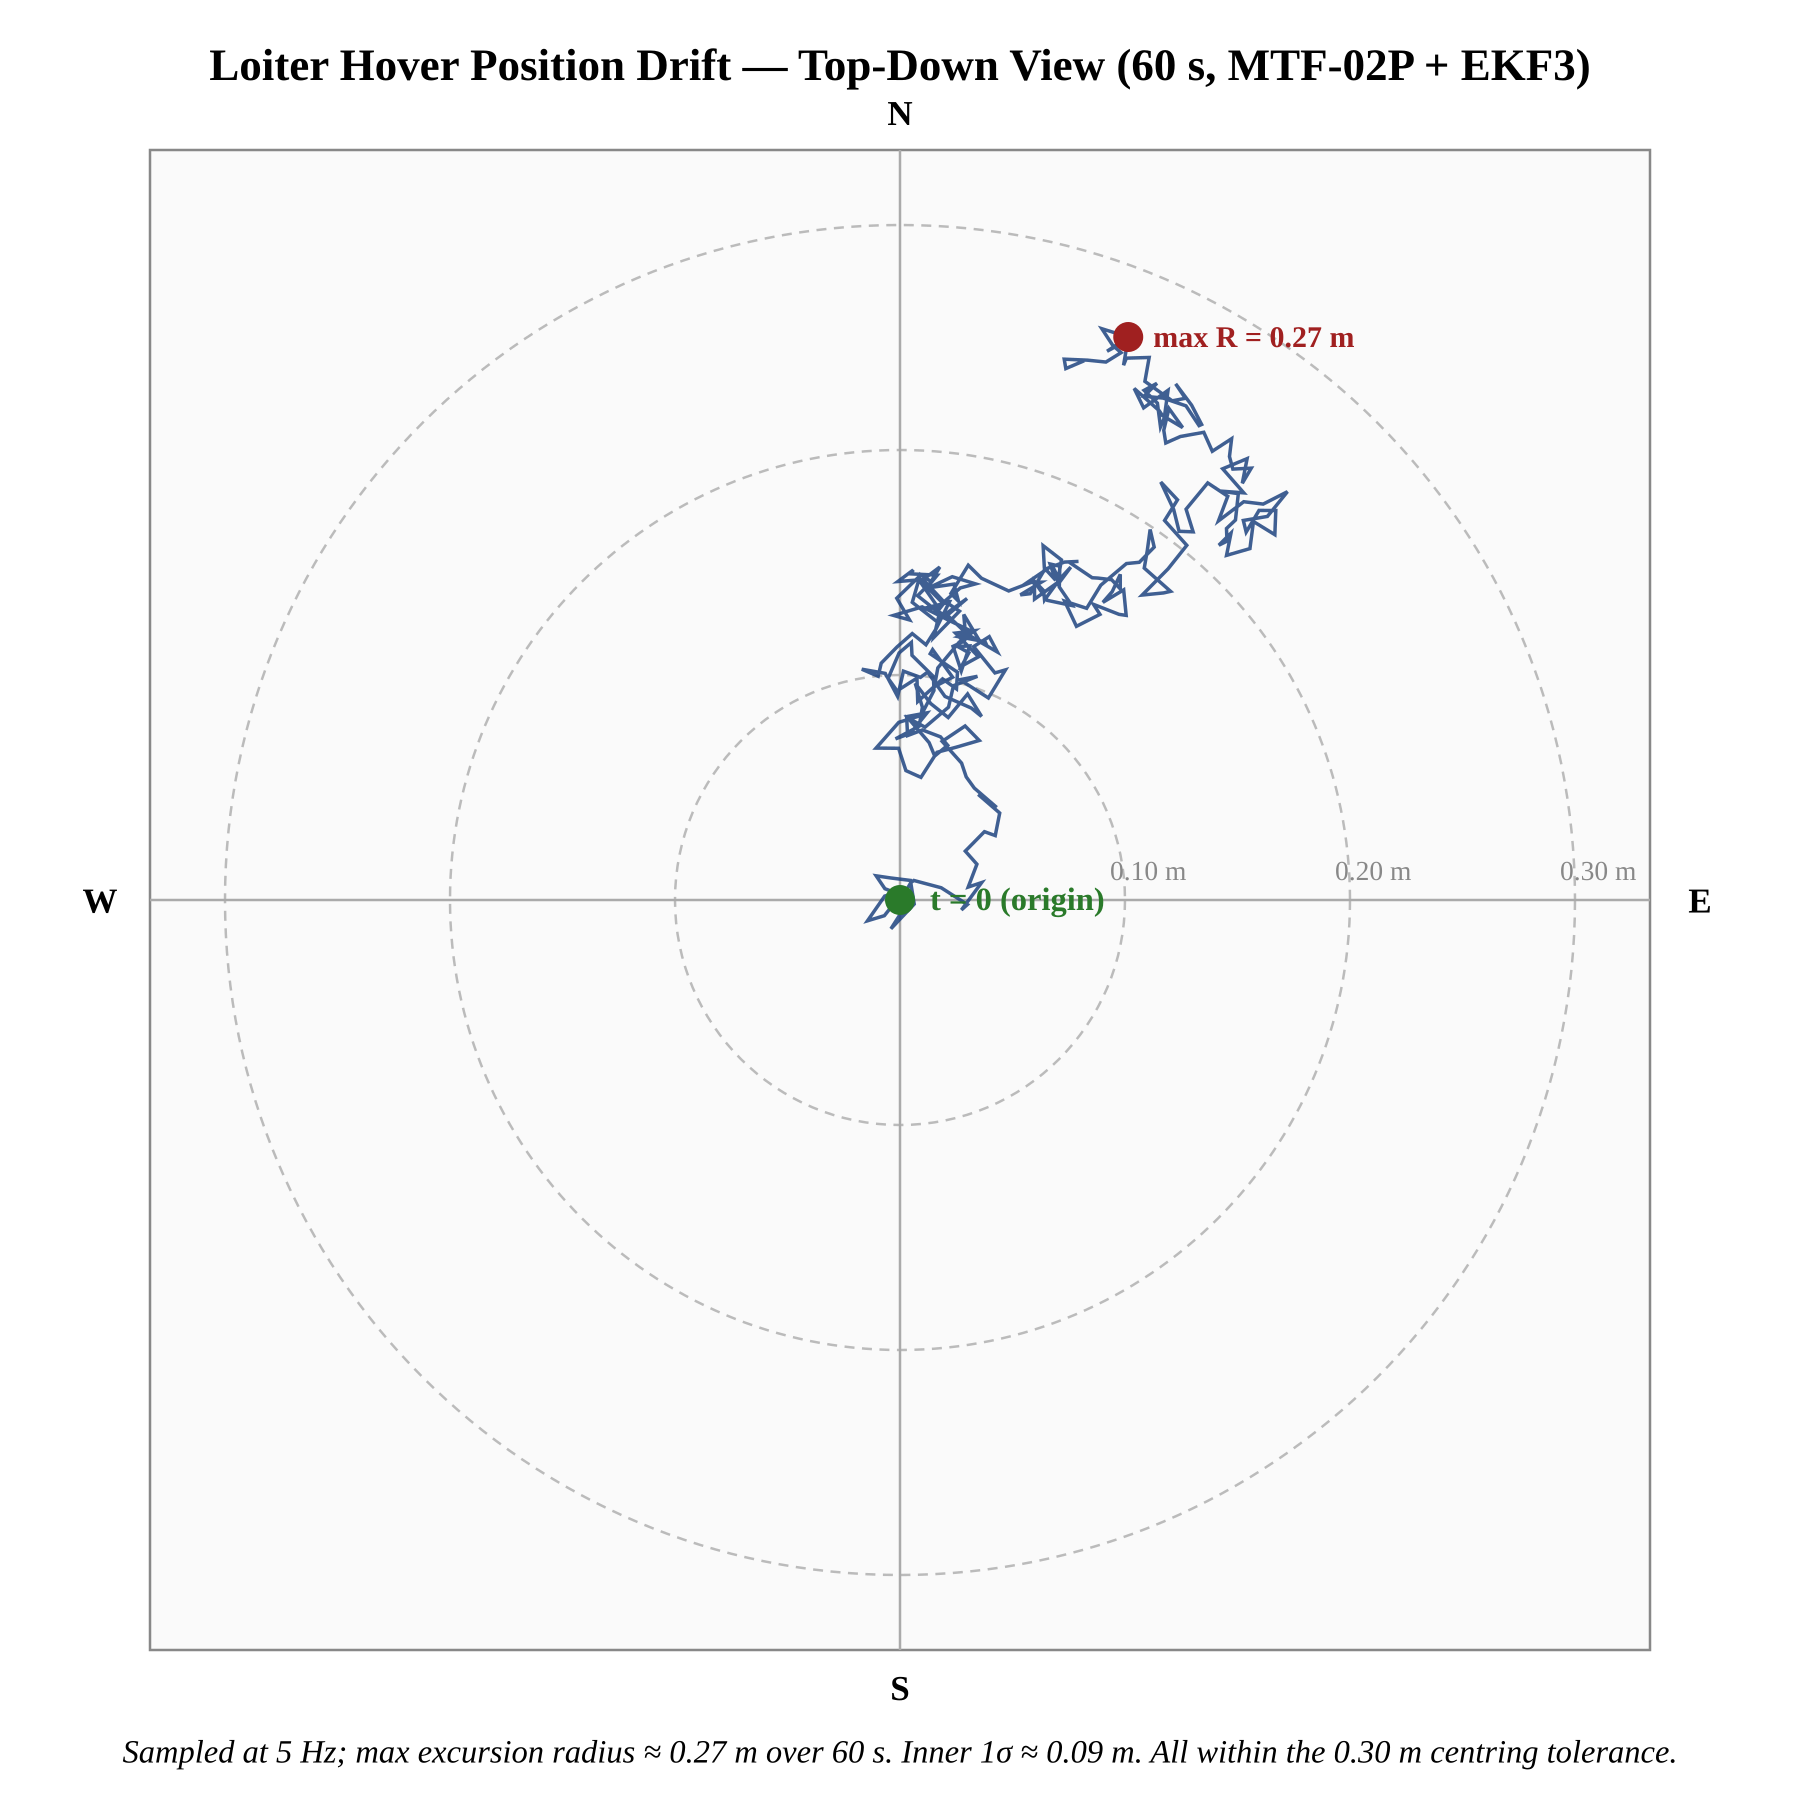 Loiter Hover Position Drift — Top-Down View (60 s, MTF-02P + EKF3)
N
max R = 0.27 m
0.10 m
0.20 m
0.30 m
W
t = 0 (origin)
E
S
Sampled at 5 Hz; max excursion radius ≈ 0.27 m over 60 s. Inner 1σ ≈ 0.09 m. All within the 0.30 m centring tolerance.